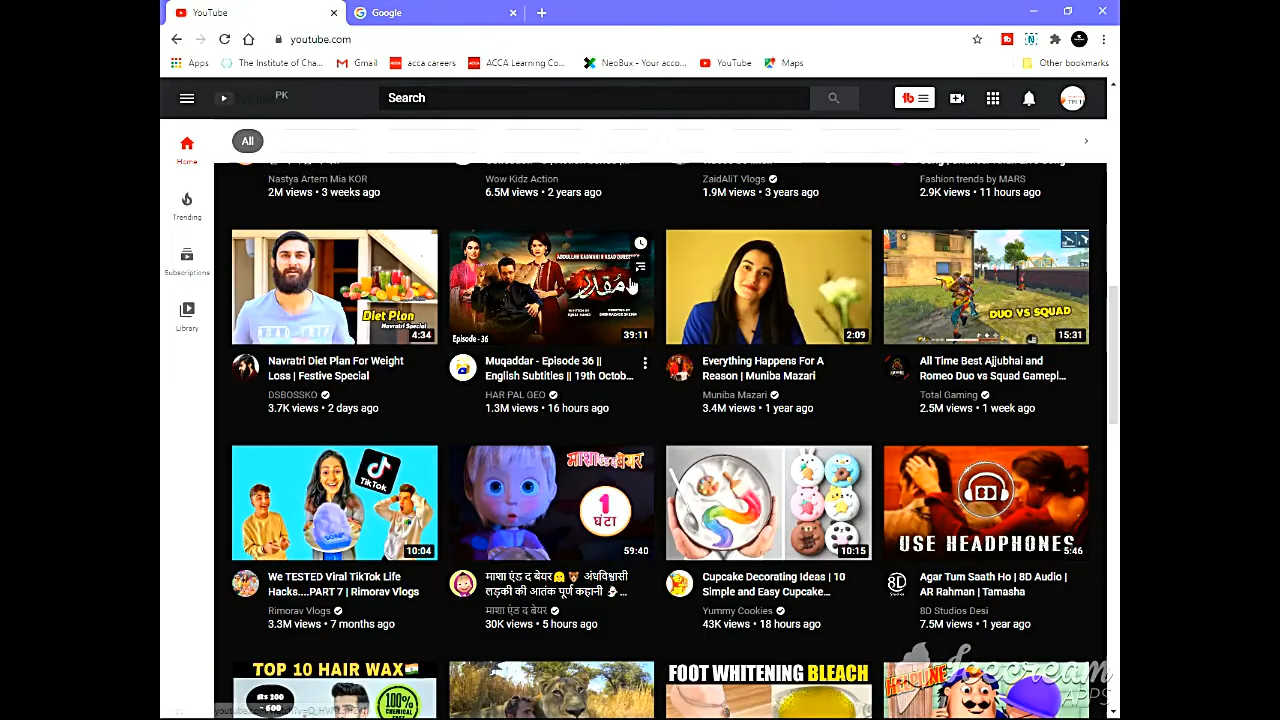 YouTube
Google
youtube.com
Apps
The Institute of Cha...
Gmail
acca careers
ACCA Learning Co...
NeoBux - Your acco...
YouTube
Maps
Other bookmarks
PK
Search
All
Home
Trending
Subscriptions
Library
Nastya Artem Mia KOR
2M views • 3 weeks ago
Wow Kidz Action
6.5M views • 2 years ago
ZaidAliT Vlogs
1.9M views • 3 years ago
Fashion trends by MARS
2.9K views • 11 hours ago
Diet Plan
Navratri Special
4:34
Navratri Diet Plan For Weight
Loss | Festive Special
DSBOSSKO
3.7K views • 2 days ago
مقدر
Episode - 36
39:11
Muqaddar - Episode 36 ||
English Subtitles || 19th Octob...
HAR PAL GEO
1.3M views • 16 hours ago
2:09
Everything Happens For A
Reason | Muniba Mazari
Muniba Mazari
3.4M views • 1 year ago
DUO VS SQUAD
15:31
All Time Best Ajjubhai and
Romeo Duo vs Squad Gamepl...
Total Gaming
2.5M views • 1 week ago
TikTok
10:04
We TESTED Viral TikTok Life
Hacks....PART 7 | Rimorav Vlogs
Rimorav Vlogs
3.3M views • 7 months ago
माशा एंड द बेयर
1
घंटा
59:40
माशा एंड द बेयर🤗 🐻 अंधविश्वासी
लड़की की आतंक पूर्ण कहानी 👻...
माशा एंड द बेयर
30K views • 5 hours ago
10:15
Cupcake Decorating Ideas | 10
Simple and Easy Cupcake...
Yummy Cookies
43K views • 18 hours ago
8D
USE HEADPHONES
5:46
Agar Tum Saath Ho | 8D Audio |
AR Rahman | Tamasha
8D Studios Desi
7.5M views • 1 year ago
TOP 10 HAIR WAX
Rs 200
600
100%
FOOT WHITENING BLEACH
HELPLINE
Icecream
APPS